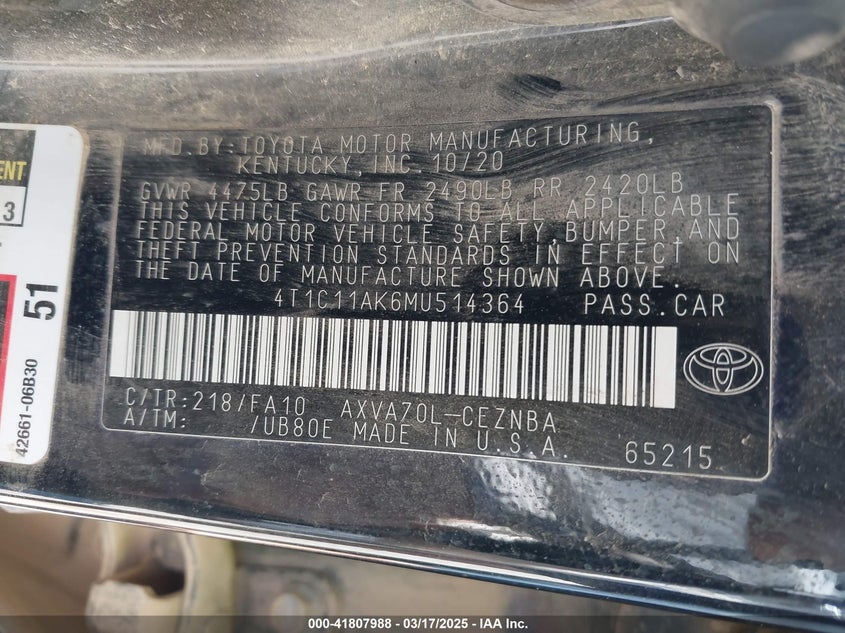 MFD.BY:TOYOTA MOTOR MANUFACTURING,
KENTUCKY,INC. 10/20
GVWR 4475LB GAWR FR 2490LB RR 2420LB
THIS VEHICLE CONFORMS TO ALL APPLICABLE
FEDERAL MOTOR VEHICLE SAFETY,BUMPER AND
THEFT PREVENTION STANDARDS IN EFFECT ON
THE DATE OF MANUFACTURE SHOWN ABOVE.
4T1C11AK6MU514364 PASS.CAR
C/TR:218/FA10 AXVA70L-CEZNBA
A/TM: /UB80E MADE IN U.S.A.
65215
ENT
3
51
42661-06B30
000-41807988 - 03/17/2025 - IAA Inc.